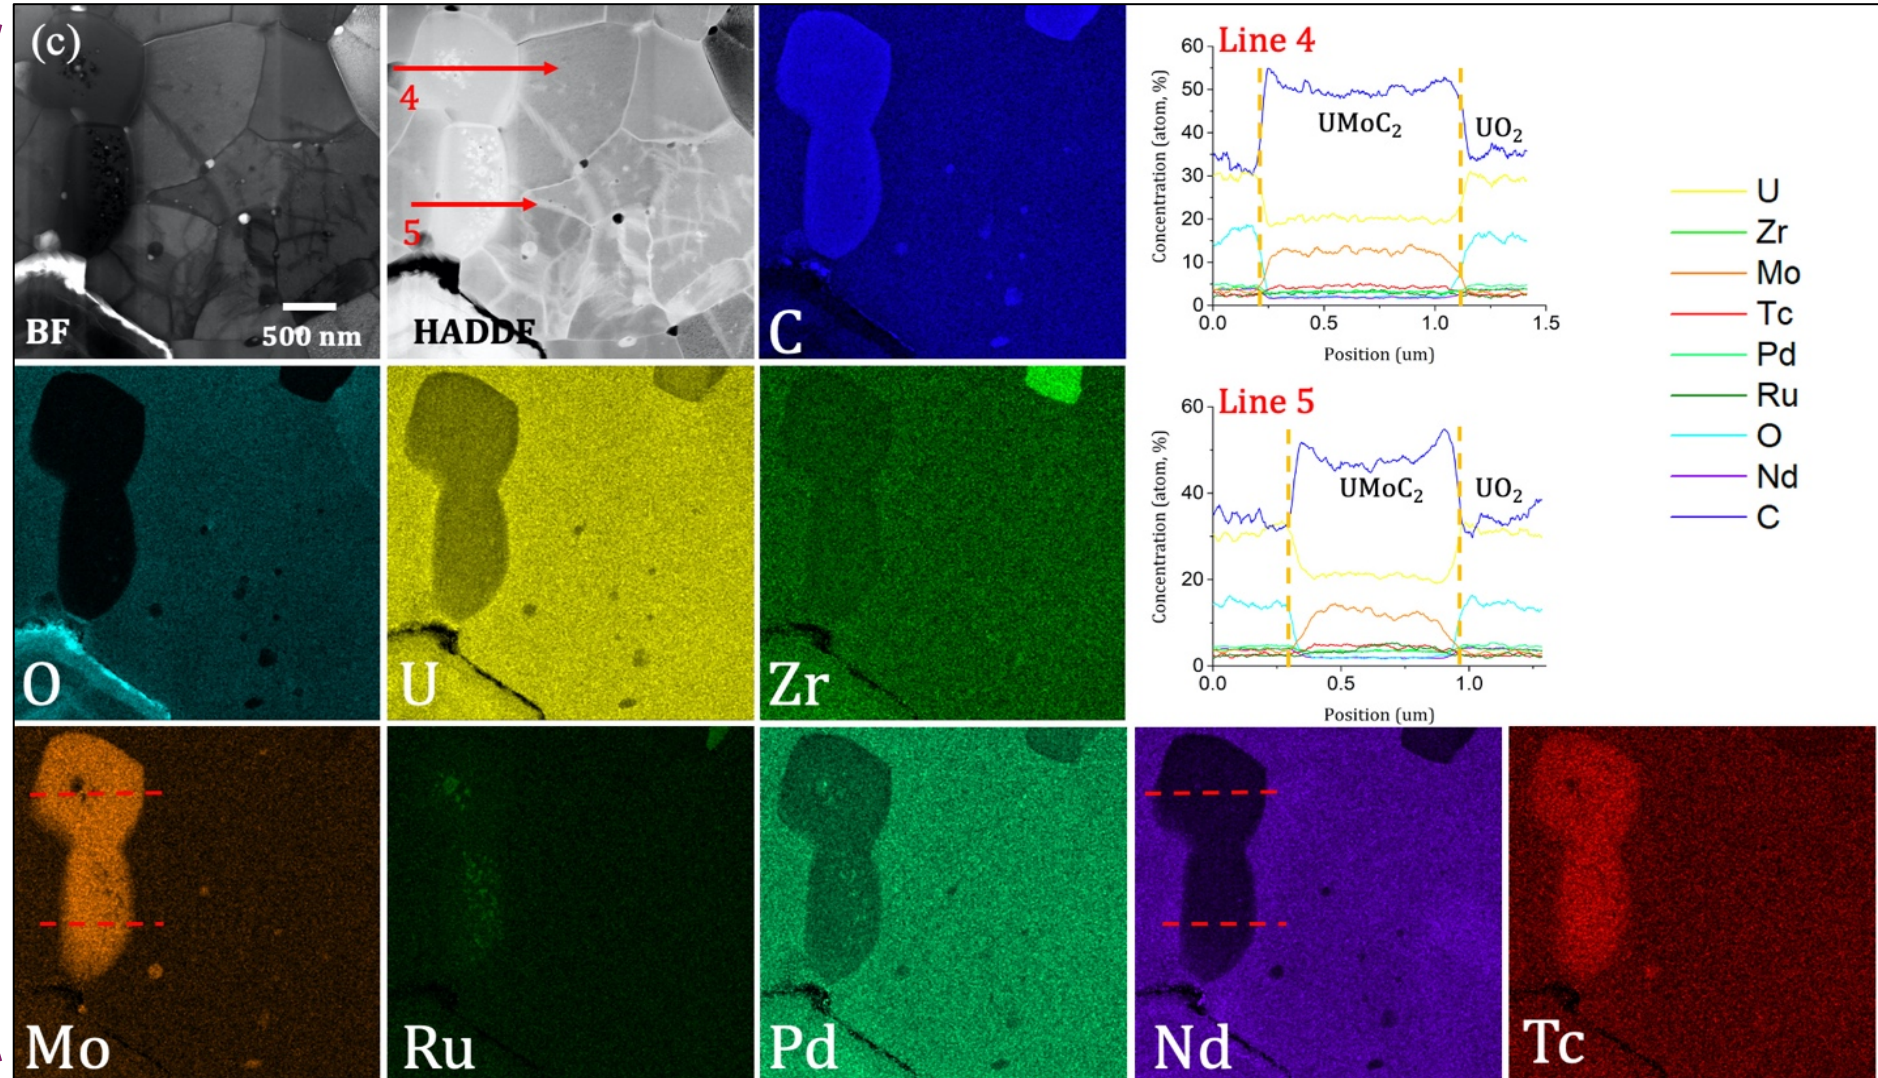 (c)
BF
500 nm
4
5
HADDF
C
Line 4
60
50
40
30
20
10
0
Concentration (atom, %)
UMoC₂
UO₂
0.0 0.5 1.0 1.5
Position (um)
U
Zr
Mo
Tc
Pd
Ru
O
Nd
C
O
U
Zr
Line 5
60
40
20
0
Concentration (atom, %)
UMoC₂
UO₂
0.0 0.5 1.0
Position (um)
Mo
Ru
Pd
Nd
Tc